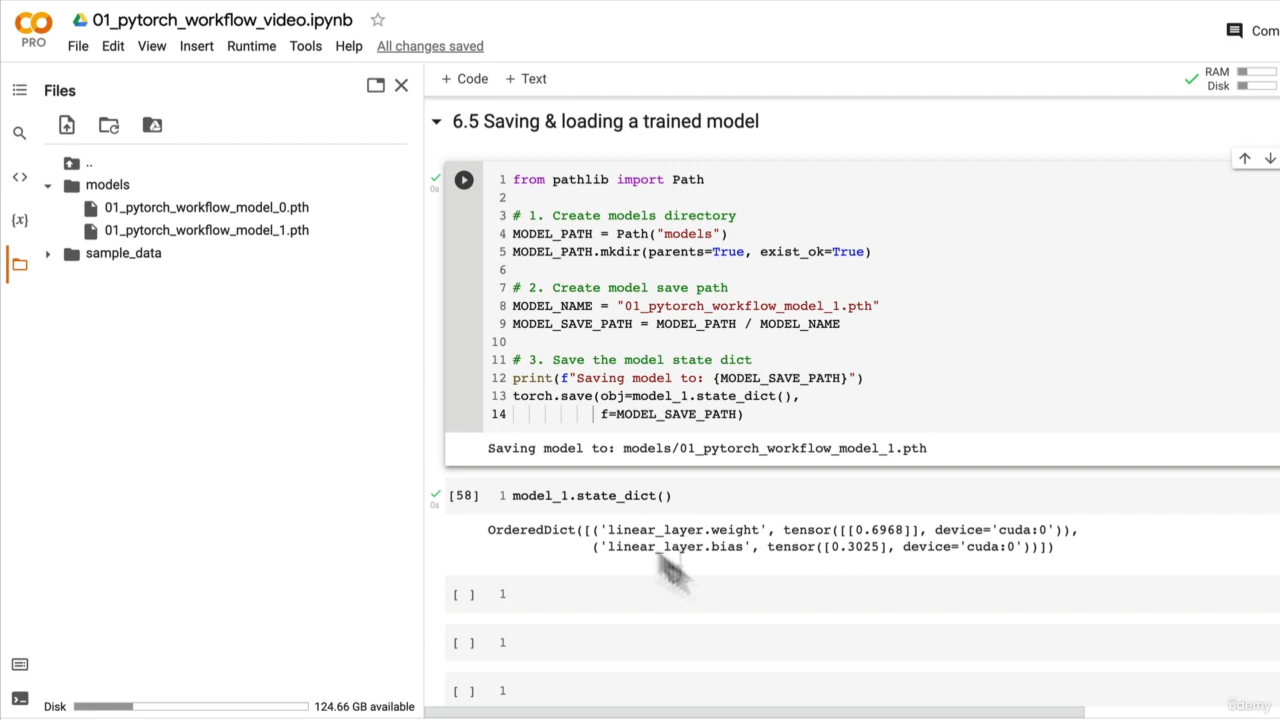 01_pytorch_workflow_video.ipynb
PRO
File Edit View Insert Runtime Tools Help All changes saved
Com
Files
..
models
01_pytorch_workflow_model_0.pth
01_pytorch_workflow_model_1.pth
sample_data
{x}
Disk 124.66 GB available
+ Code + Text
RAM
Disk
6.5 Saving & loading a trained model
0s
1 from pathlib import Path
2
3 # 1. Create models directory
4 MODEL_PATH = Path("models")
5 MODEL_PATH.mkdir(parents=True, exist_ok=True)
6
7 # 2. Create model save path
8 MODEL_NAME = "01_pytorch_workflow_model_1.pth"
9 MODEL_SAVE_PATH = MODEL_PATH / MODEL_NAME
10
11 # 3. Save the model state dict
12 print(f"Saving model to: {MODEL_SAVE_PATH}")
13 torch.save(obj=model_1.state_dict(),
14 f=MODEL_SAVE_PATH)
Saving model to: models/01_pytorch_workflow_model_1.pth
0s
[58] 1 model_1.state_dict()
OrderedDict([('linear_layer.weight', tensor([[0.6968]], device='cuda:0')),
('linear_layer.bias', tensor([0.3025], device='cuda:0'))])
[ ] 1
[ ] 1
[ ] 1
ûdemy